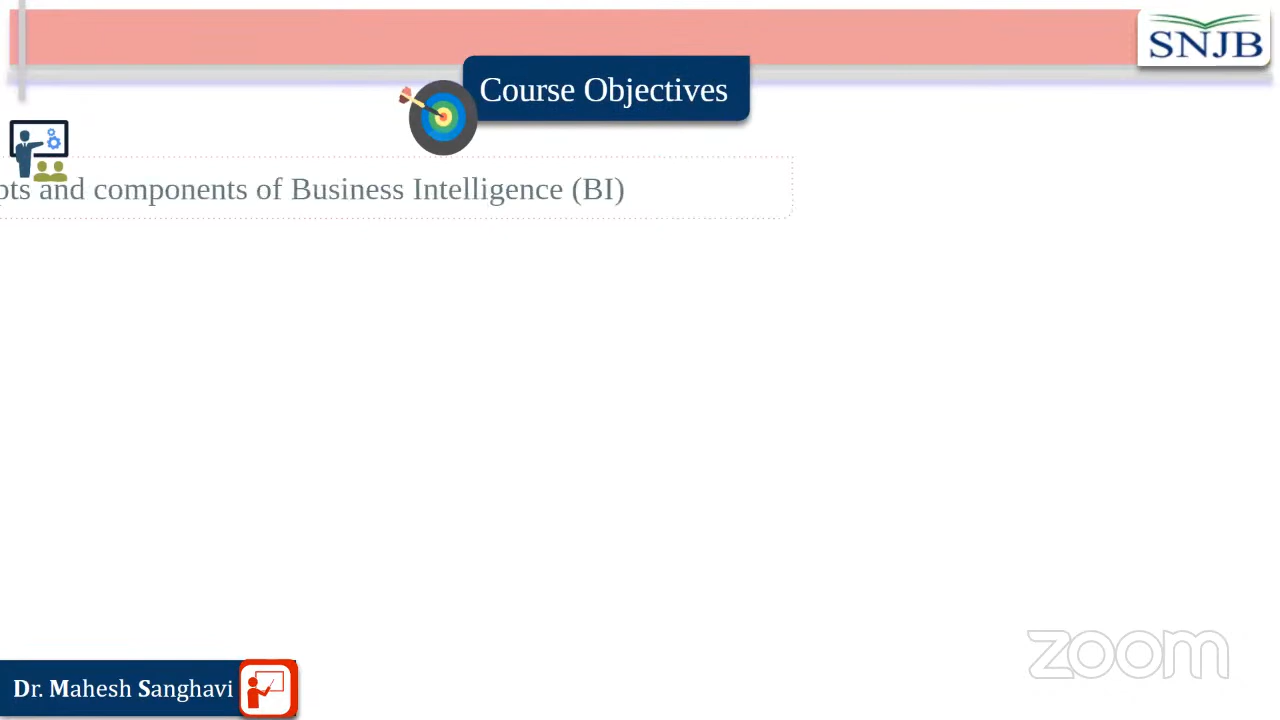 SNJB
Course Objectives
and components of Business Intelligence (BI)
Dr. Mahesh Sanghavi
zoom